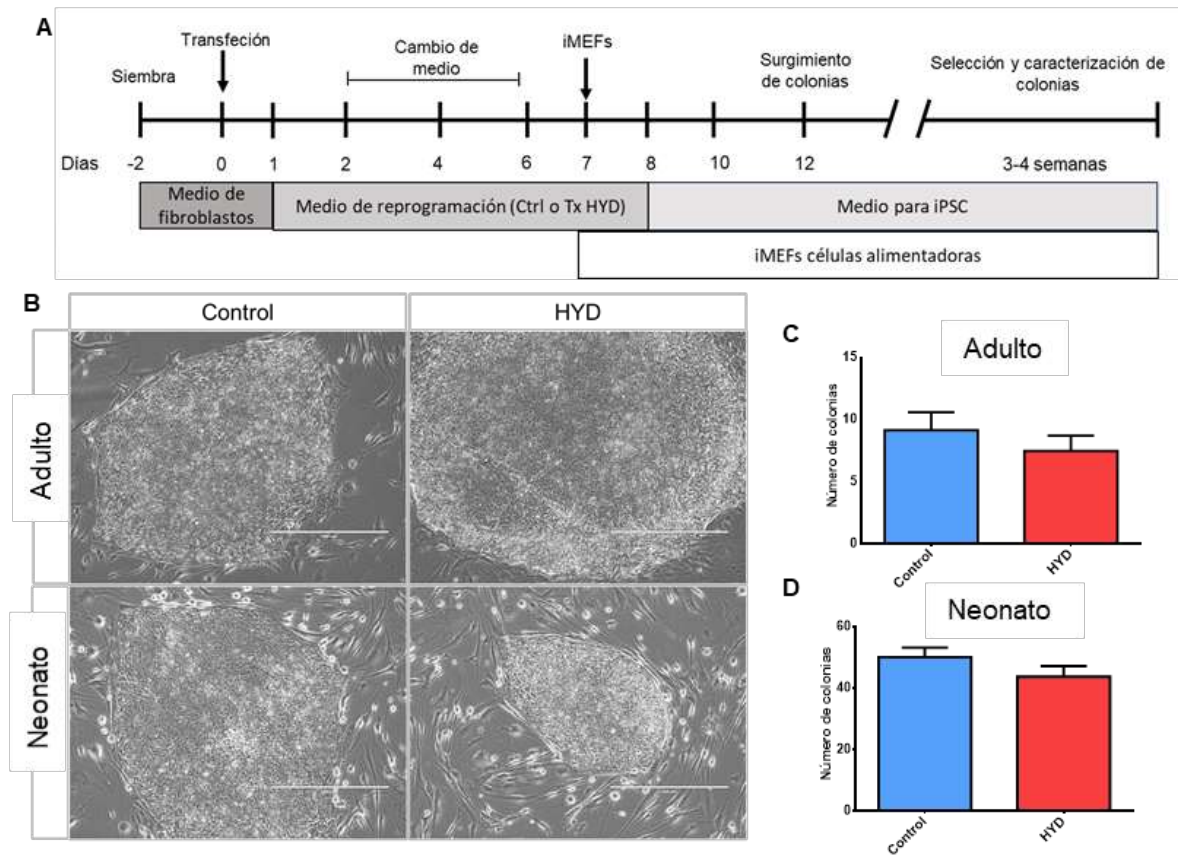 A
Transfeción
Siembra
Cambio de
medio
iMEFs
Surgimiento
de colonias
Selección y caracterización de
colonias
Días -2 0 1 2 4 6 7 8 10 12 3-4 semanas
Medio de
fibroblastos
Medio de reprogramación (Ctrl o Tx HYD)
Medio para iPSC
iMEFs células alimentadoras
B
Control
HYD
Adulto
Neonato
C
Adulto
Número de colonias
15
10
5
0
Control
HYD
D
Neonato
Número de colonias
60
40
20
0
Control
HYD